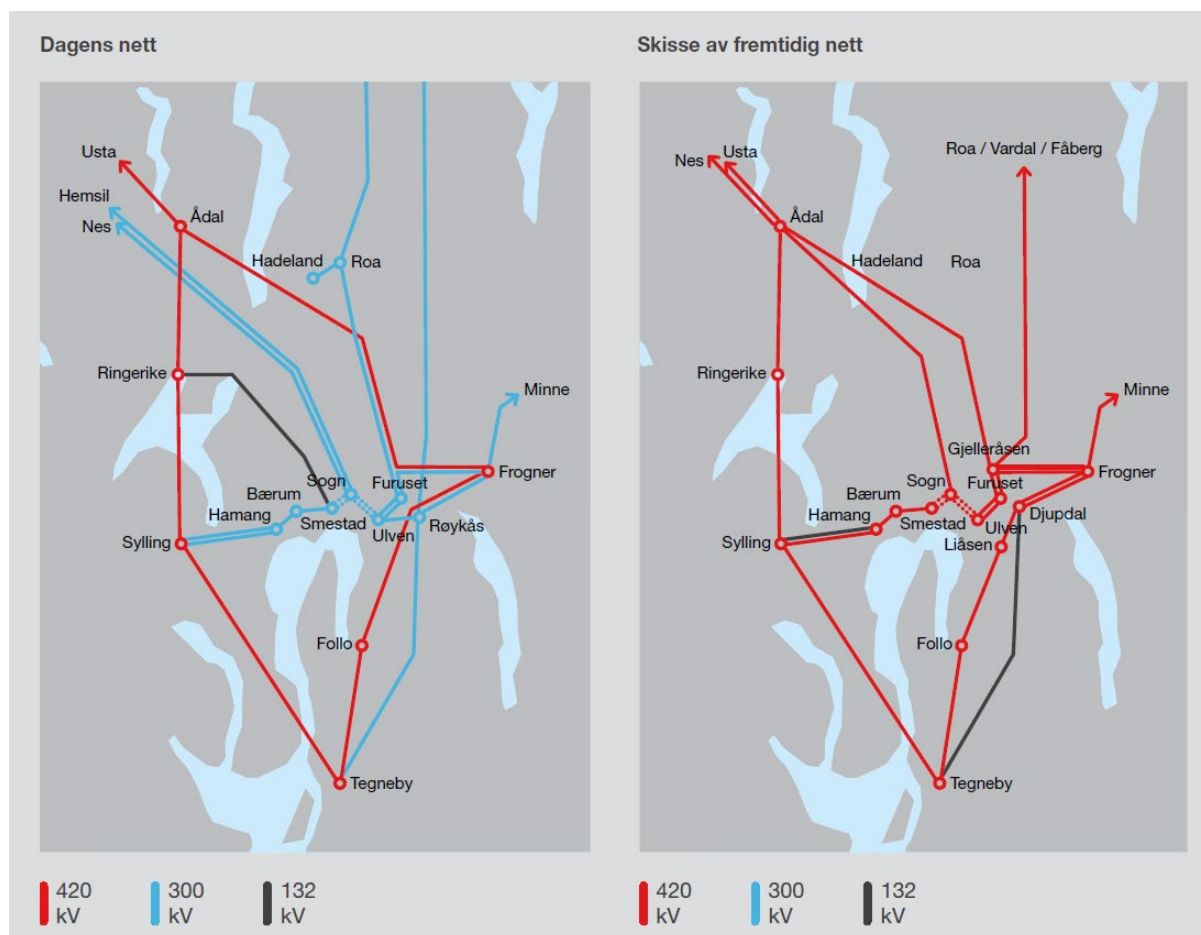 Dagens nett
Usta
Hemsil
Nes
Ådal
Hadeland
Roa
Ringerike
Minne
Sogn
Furuset
Frogner
Bærum
Hamang
Smestad
Ulven
Røykås
Sylling
Follo
Tegneby
420
kV
300
kV
132
kV
Skisse av fremtidig nett
Nes
Usta
Roa / Vardal / Fåberg
Ådal
Hadeland
Roa
Ringerike
Minne
Gjelleråsen
Sogn
Furuset
Frogner
Bærum
Hamang
Smestad
Ulven
Djupdal
Sylling
Liåsen
Follo
Tegneby
420
kV
300
kV
132
kV